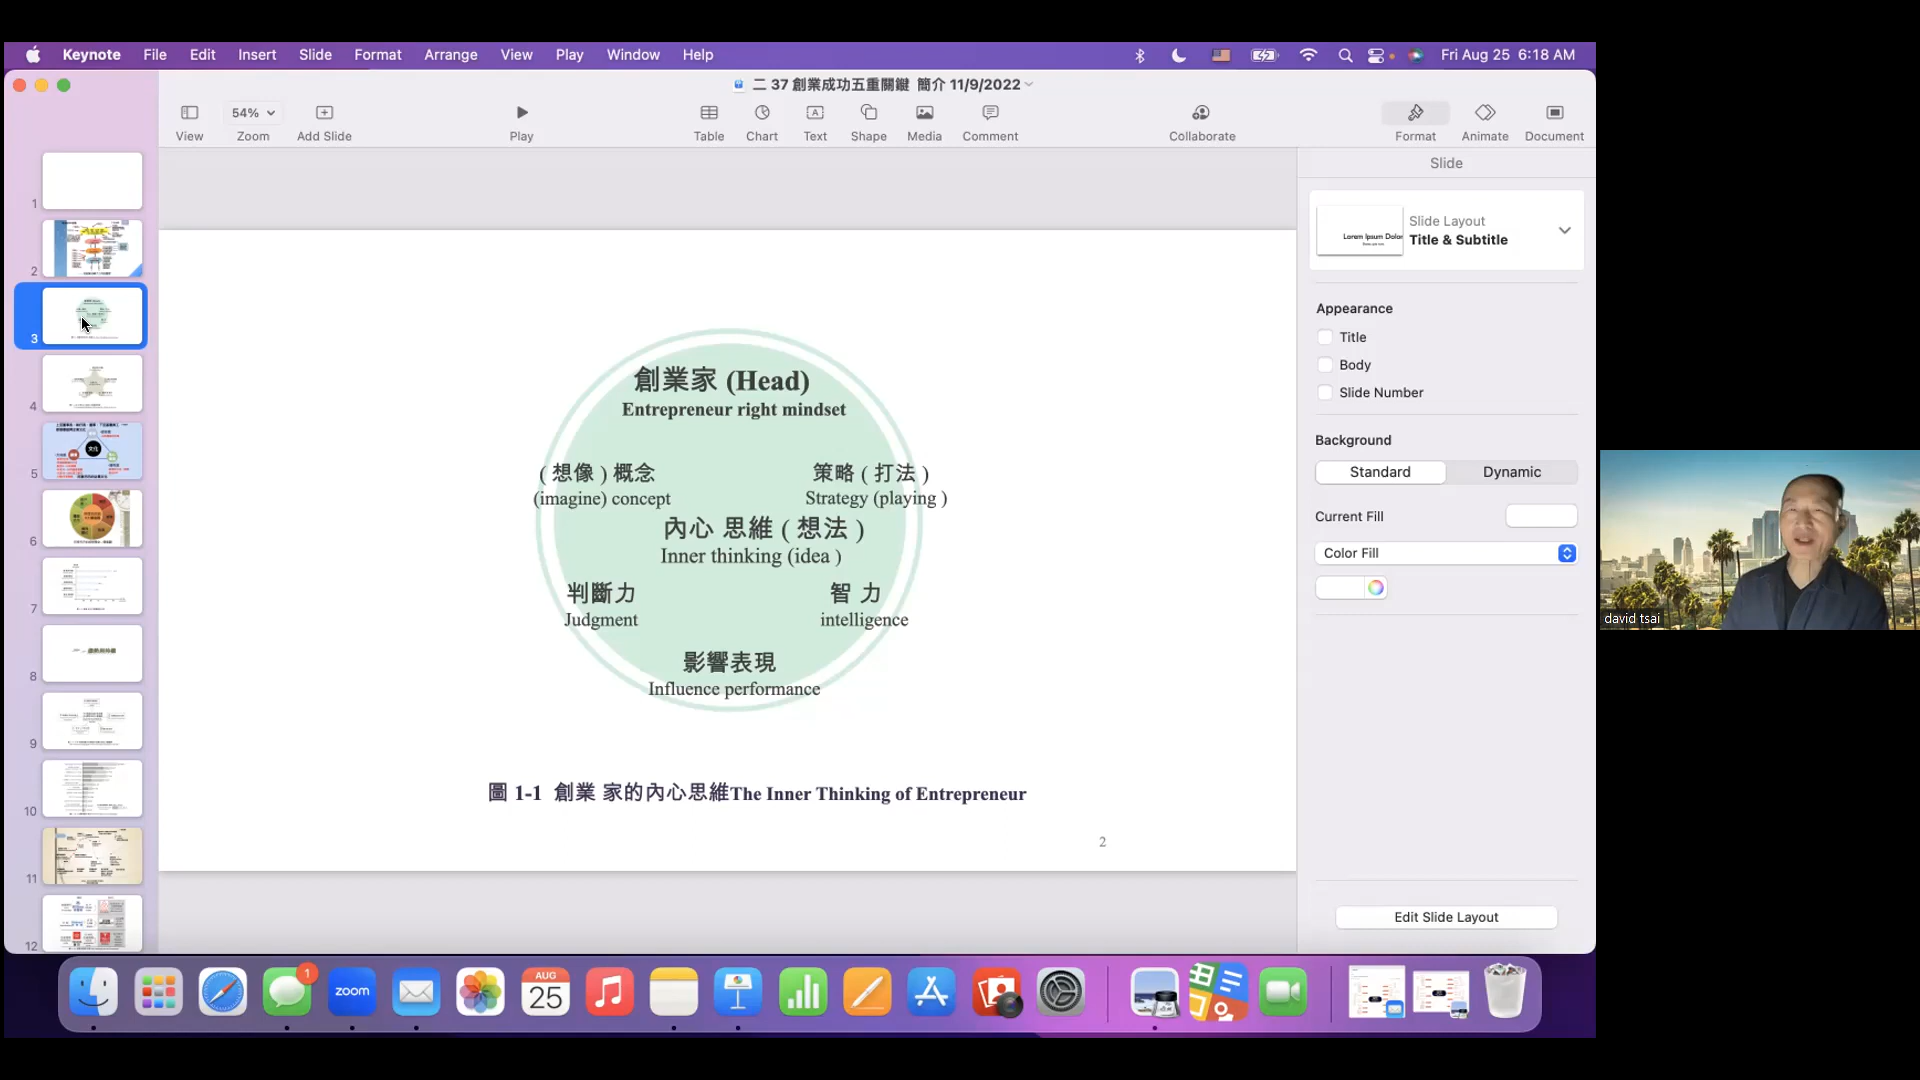 Keynote File Edit Insert Slide Format Arrange View Play Window Help
Fri Aug 25 6:18 AM
二 37 創業成功五重關鍵 簡介 11/9/2022
54%
View Zoom Add Slide Play Table Chart Text Shape Media Comment Collaborate Format Animate Document
Slide
1
2
3
4
5
文化
6
7
8
9
10
11
12
創業家 (Head)
Entrepreneur right mindset
( 想像 ) 概念
策略 ( 打法 )
(imagine) concept
Strategy (playing )
內心 思維 ( 想法 )
Inner thinking (idea )
判斷力
智 力
Judgment
intelligence
影響表現
Influence performance
圖 1-1 創業 家的內心思維The Inner Thinking of Entrepreneur
2
Lorem Ipsum Dolor
Slide Layout
Title & Subtitle
Appearance
Title
Body
Slide Number
Background
Standard Dynamic
Current Fill
Color Fill
Edit Slide Layout
david tsai
1
zoom
AUG
25